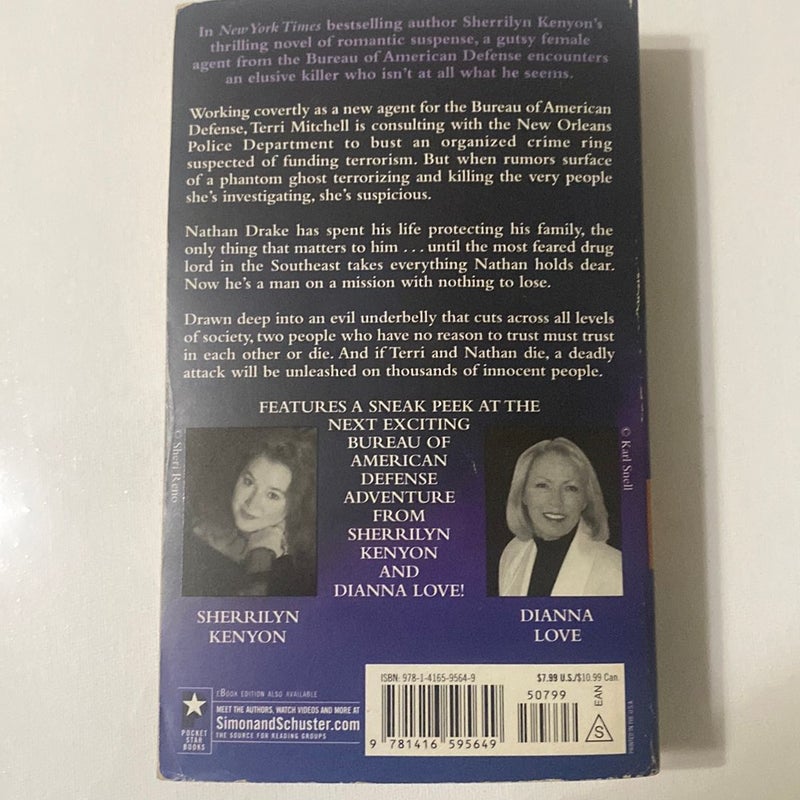 In New York Times bestselling author Sherrilyn Kenyon's
thrilling novel of romantic suspense, a gutsy female
agent from the Bureau of American Defense encounters
an elusive killer who isn't at all what he seems.
Working covertly as a new agent for the Bureau of American
Defense, Terri Mitchell is consulting with the New Orleans
Police Department to bust an organized crime ring
suspected of funding terrorism. But when rumors surface
of a phantom ghost terrorizing and killing the very people
she's investigating, she's suspicious.
Nathan Drake has spent his life protecting his family, the
only thing that matters to him . . . until the most feared drug
lord in the Southeast takes everything Nathan holds dear.
Now he's a man on a mission with nothing to lose.
Drawn deep into an evil underbelly that cuts across all levels
of society, two people who have no reason to trust must trust
in each other or die. And if Terri and Nathan die, a deadly
attack will be unleashed on thousands of innocent people.
FEATURES A SNEAK PEEK AT THE
NEXT EXCITING
BUREAU OF
AMERICAN
DEFENSE
ADVENTURE
FROM
SHERRILYN
KENYON
AND
DIANNA LOVE!
© Sheri Reno
© Karl Snell
SHERRILYN
KENYON
DIANNA
LOVE
POCKET
STAR
BOOKS
eBOOK EDITION ALSO AVAILABLE
MEET THE AUTHORS, WATCH VIDEOS AND MORE AT
SimonandSchuster.com
THE SOURCE FOR READING GROUPS
ISBN: 978-1-4165-9564-9
$7.99 U.S./$10.99 Can.
50799
EAN
S
9 781416 595649
PRINTED IN THE U.S.A.